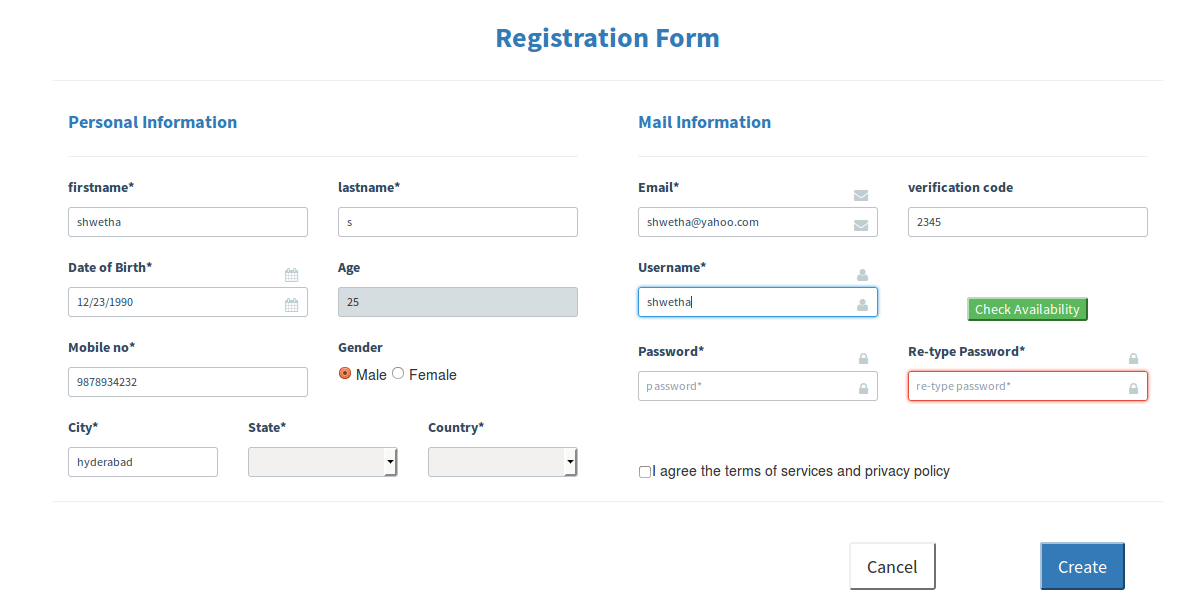 Registration Form
Personal Information
firstname* lastname*
shwetha s
Date of Birth* Age
12/23/1990 25
Mobile no* Gender
9878934232 Male Female
City* State* Country*
hyderabad
Mail Information
Email* verification code
shwetha@yahoo.com 2345
Username*
shwetha Check Availability
Password* Re-type Password*
password* re-type password*
I agree the terms of services and privacy policy
Cancel Create